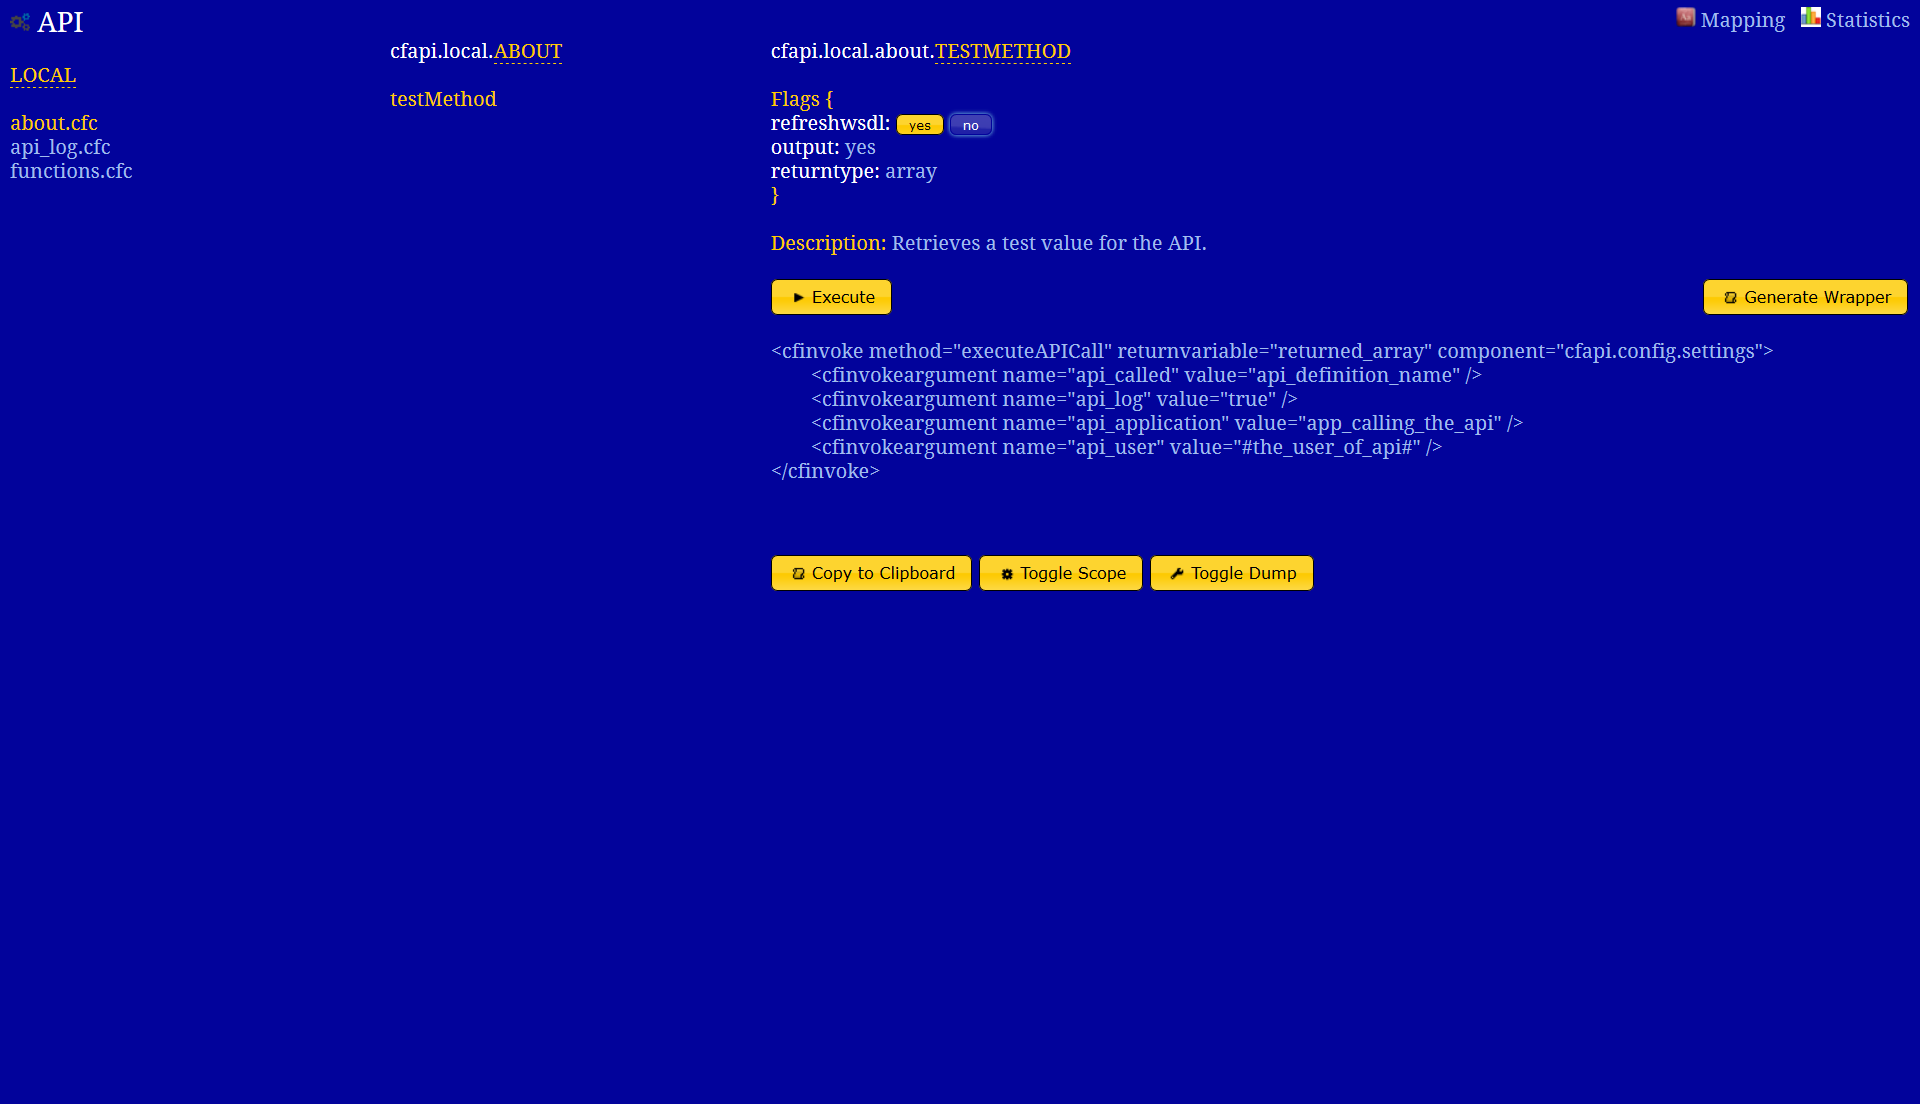 API
Mapping Statistics
LOCAL
about.cfc
api_log.cfc
functions.cfc
cfapi.local.ABOUT
testMethod
cfapi.local.about.TESTMETHOD
Flags {
refreshwsdl: yes no
output: yes
returntype: array
}
Description: Retrieves a test value for the API.
Execute
Generate Wrapper
<cfinvoke method="executeAPICall" returnvariable="returned_array" component="cfapi.config.settings">
<cfinvokeargument name="api_called" value="api_definition_name" />
<cfinvokeargument name="api_log" value="true" />
<cfinvokeargument name="api_application" value="app_calling_the_api" />
<cfinvokeargument name="api_user" value="#the_user_of_api#" />
</cfinvoke>
Copy to Clipboard Toggle Scope Toggle Dump